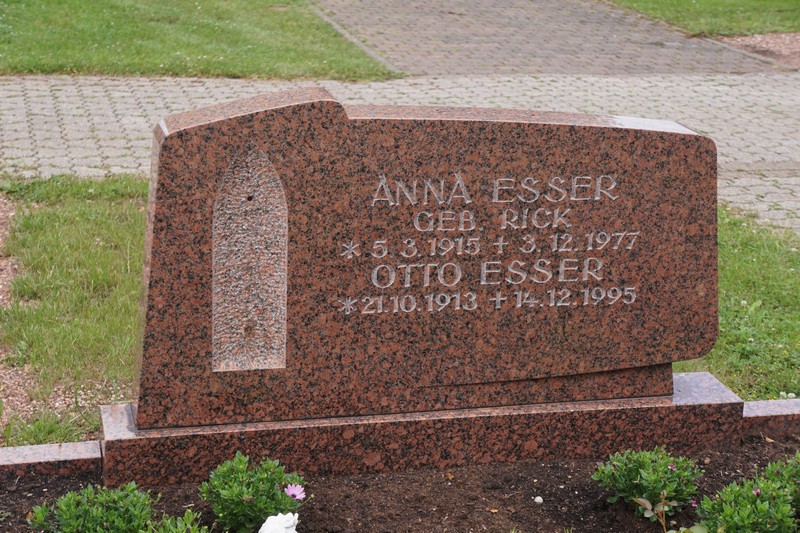 ANNA ESSER
GEB. RICK
* 5.3.1915 + 3.12.1977
OTTO ESSER
*21.10.1913 + 14.12.1995